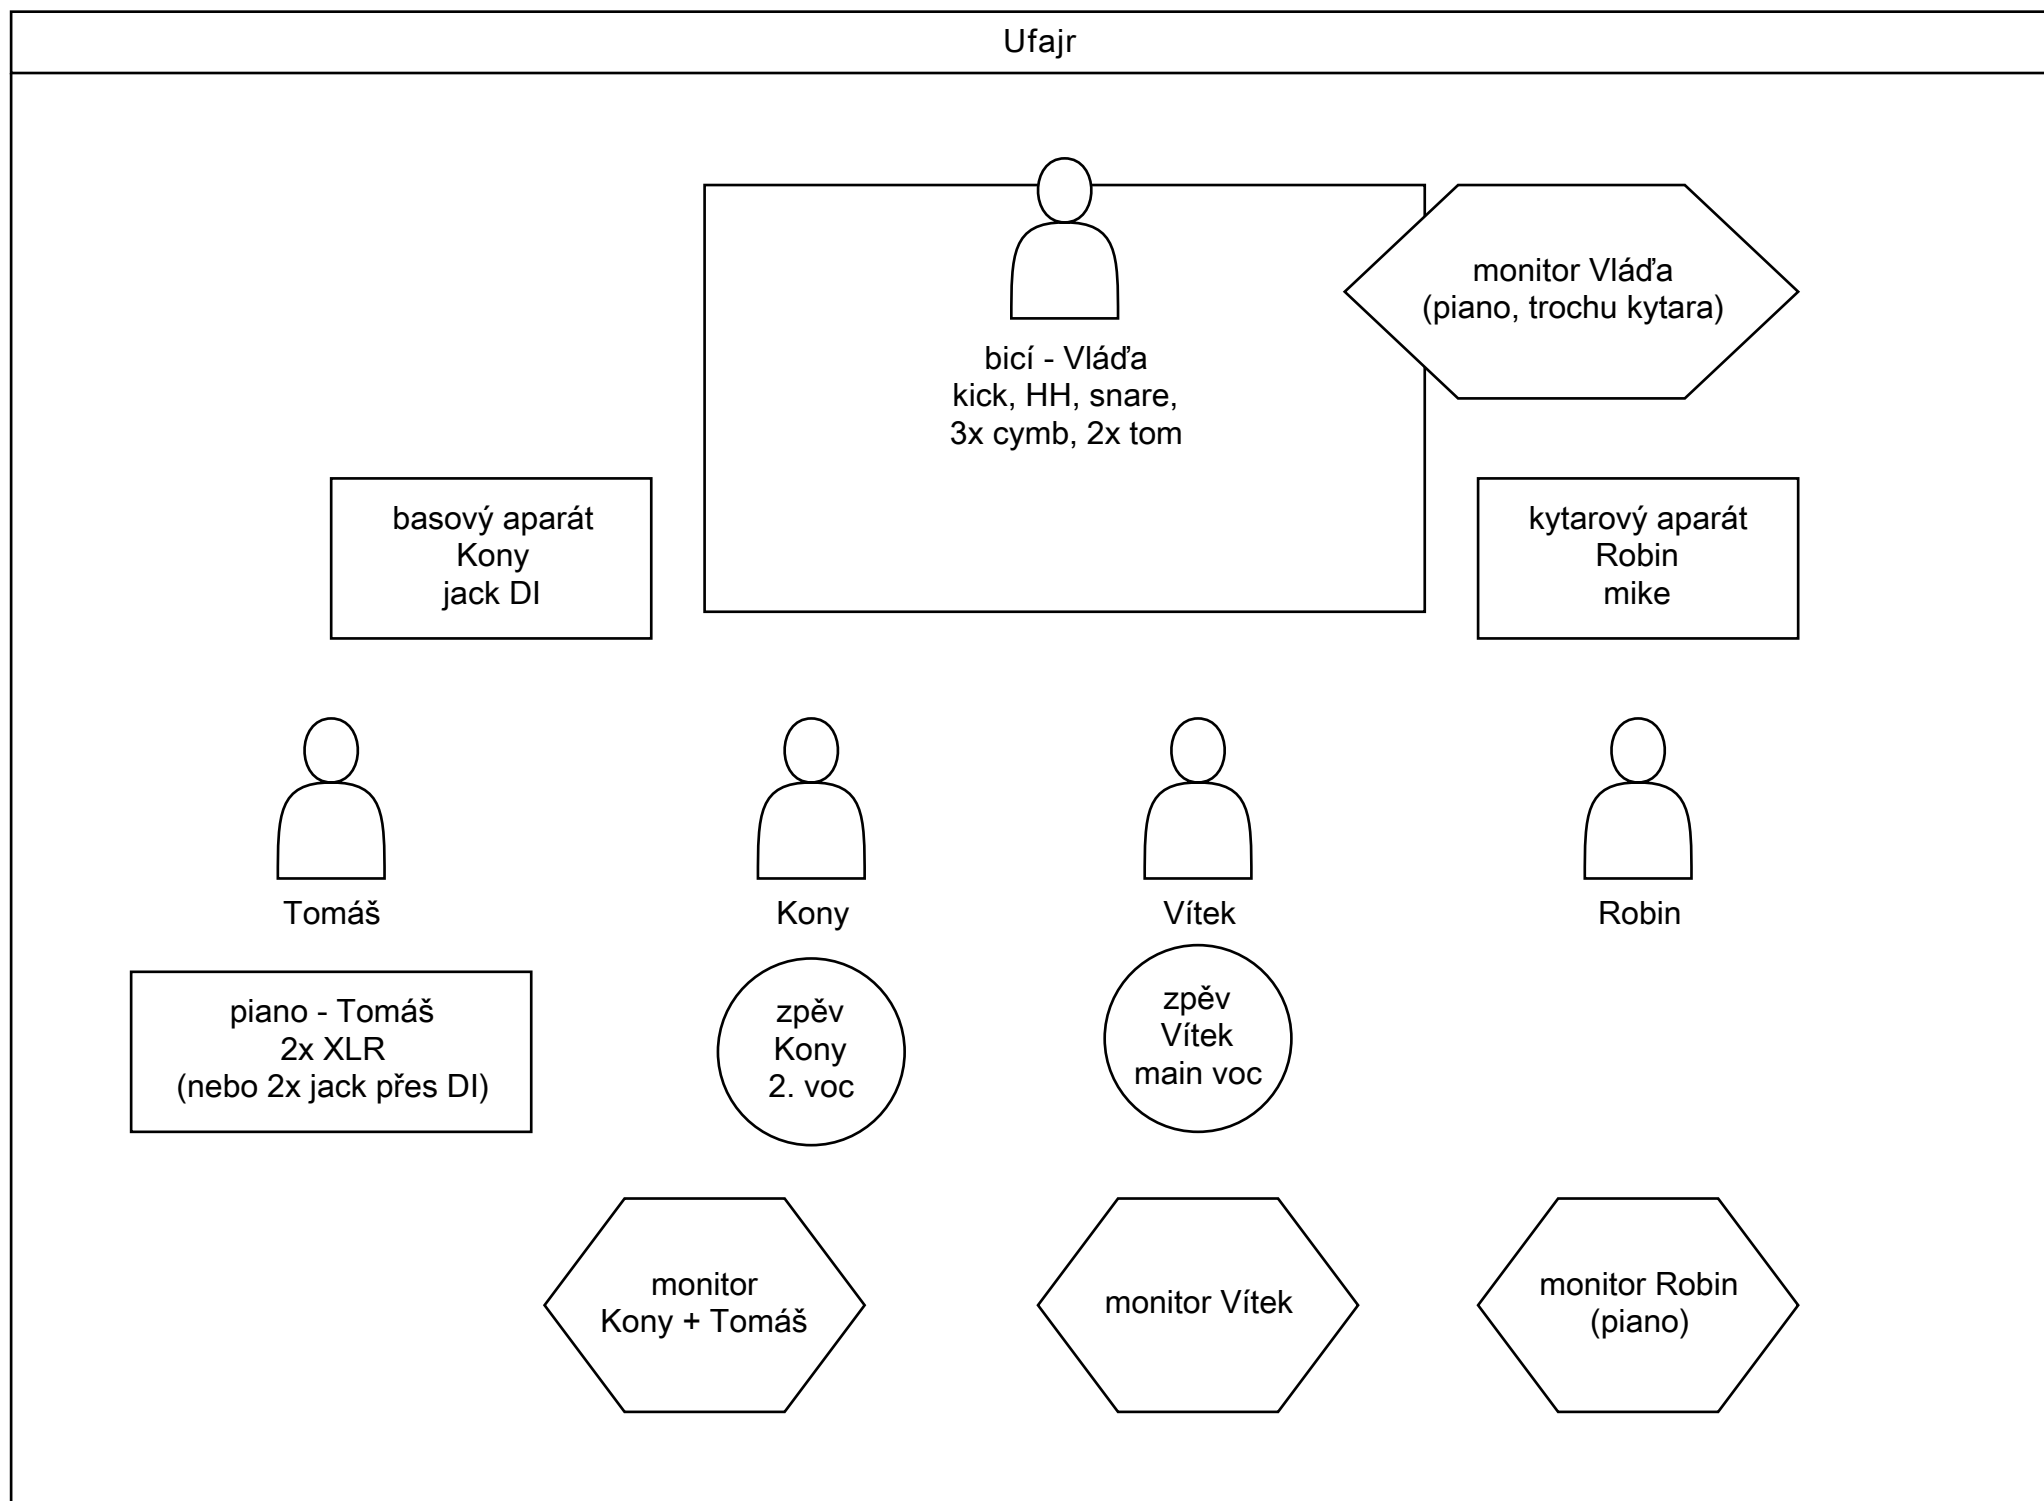 Ufajr
monitor Vláďa
(piano, trochu kytara)
bicí - Vláďa
kick, HH, snare,
3x cymb, 2x tom
basový aparát
Kony
jack DI
kytarový aparát
Robin
mike
Tomáš
Kony
Vítek
Robin
piano - Tomáš
2x XLR
(nebo 2x jack přes DI)
zpěv
Kony
2. voc
zpěv
Vítek
main voc
monitor
Kony + Tomáš
monitor Vítek
monitor Robin
(piano)